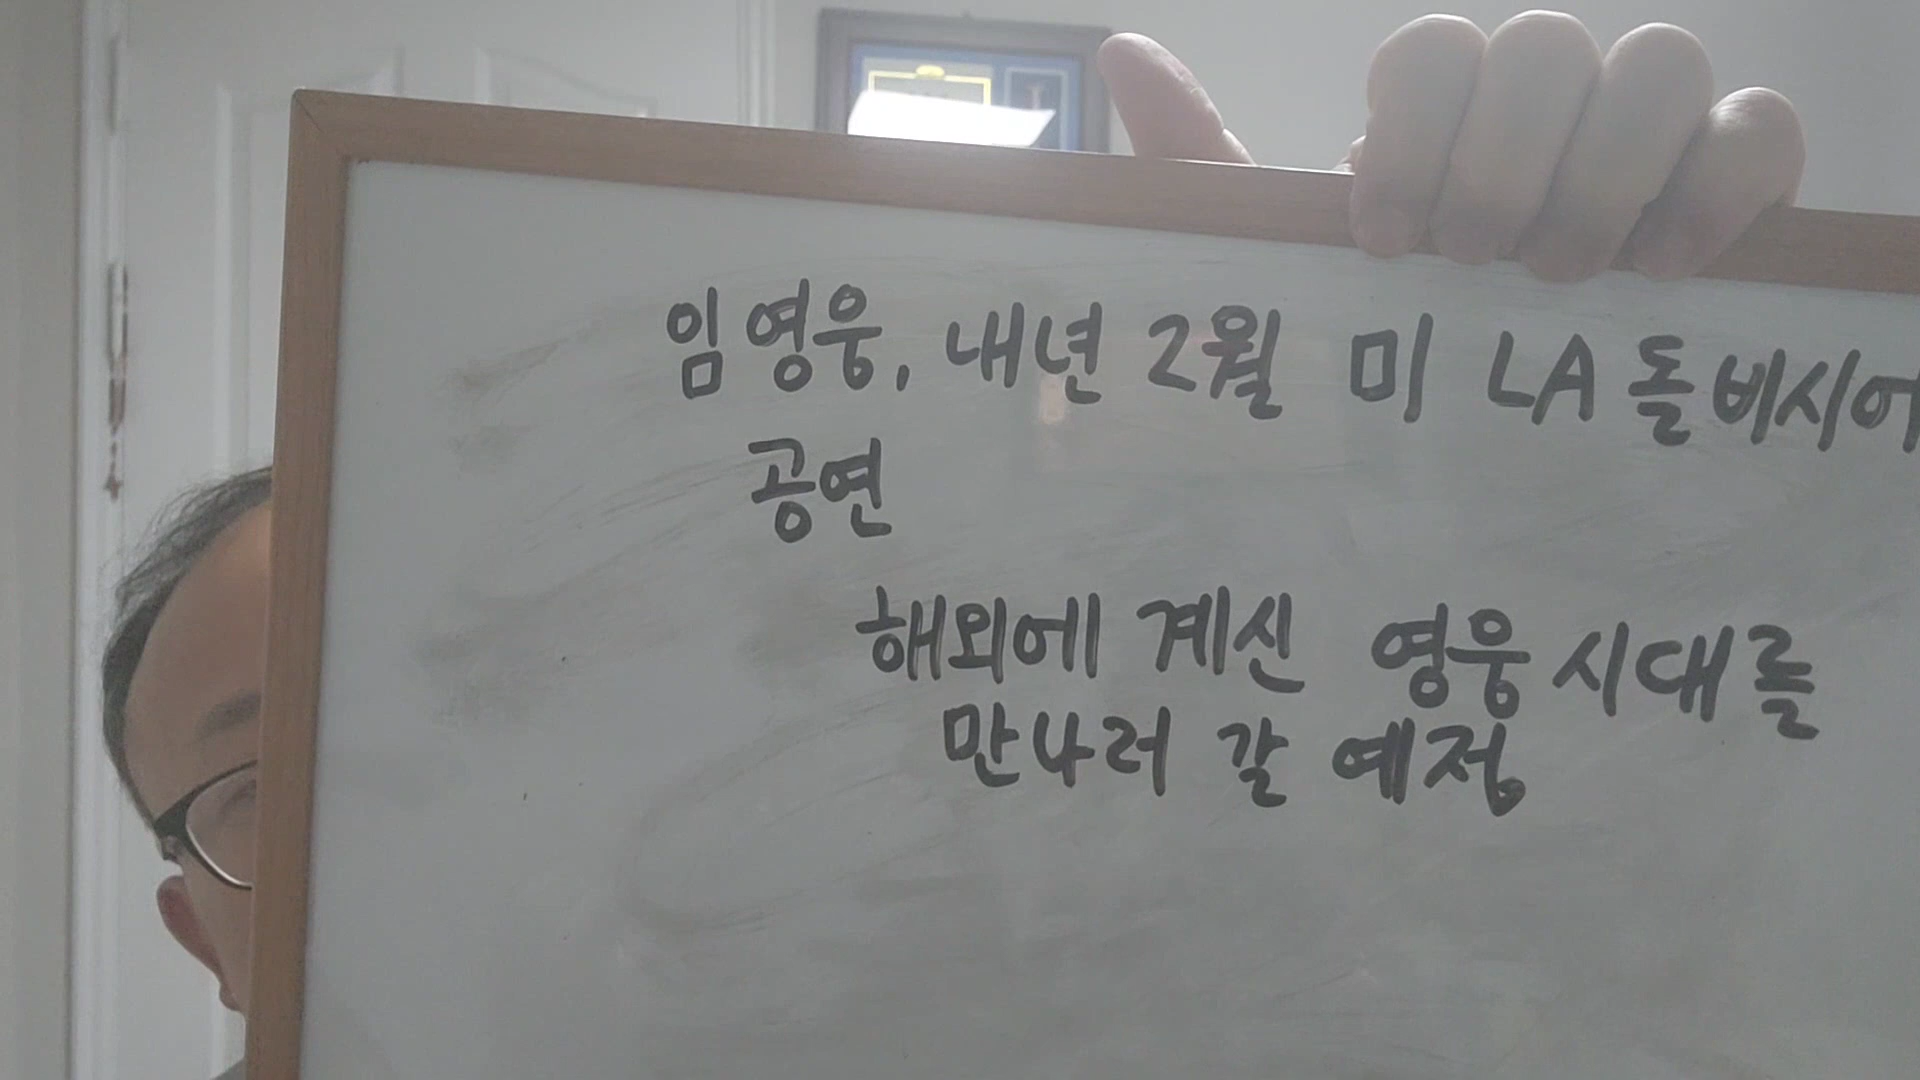 임영웅, 내년 2월 미 LA 돌비시어
공연
해외에 계신 영웅시대를
만나러 갈 예정